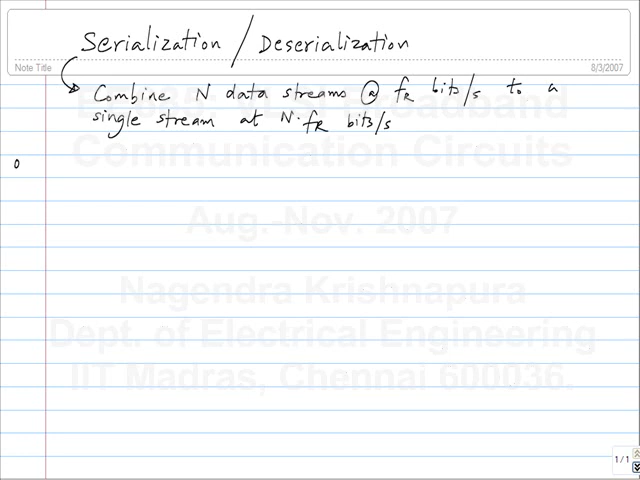 Serialization / Deserialization
Note Title
8/3/2007
Combine N data streams @ fR bits/s to a
single stream at N.fR bits/s
Broadband
Communication Circuits
Aug.-Nov. 2007
Nagendra Krishnapura
Dept. of Electrical Engineering
IIT Madras, Chennai 600036.
0
1/1